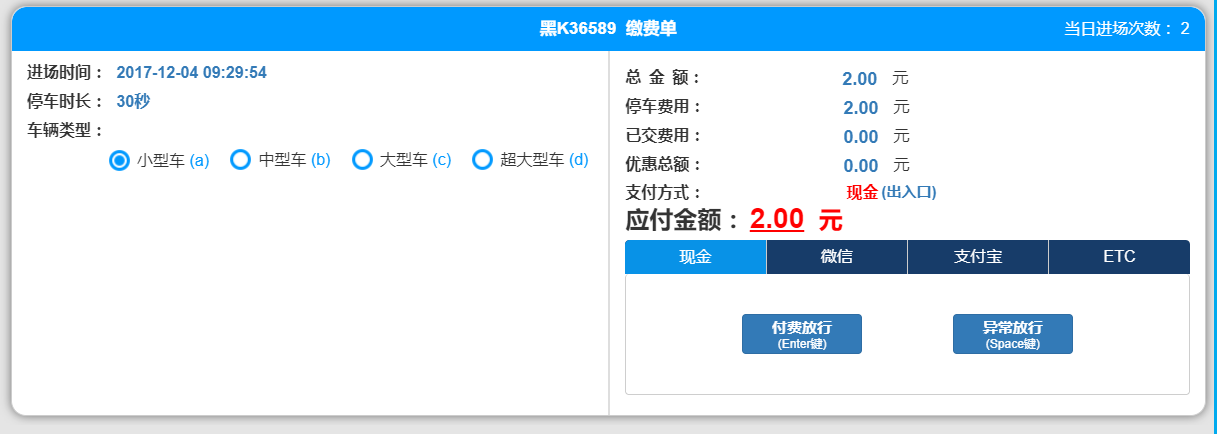 黑K36589 缴费单
当日进场次数： 2
进场时间： 2017-12-04 09:29:54
停车时长： 30秒
车辆类型：
小型车 (a) 中型车 (b) 大型车 (c) 超大型车 (d)
总 金 额： 2.00 元
停车费用： 2.00 元
已交费用： 0.00 元
优惠总额： 0.00 元
支付方式： 现金 (出入口)
应付金额： 2.00 元
现金 微信 支付宝 ETC
付费放行 异常放行
(Enter键) (Space键)